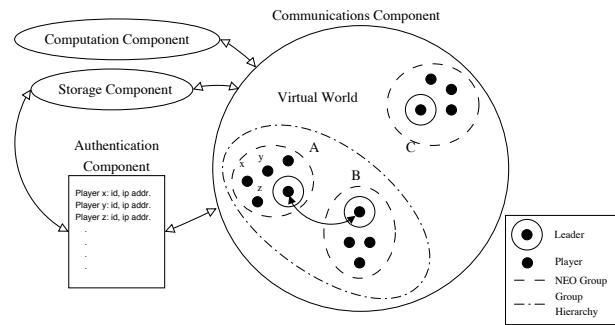 Communications Component
Computation Component
Storage Component
Virtual World
Authentication
Component
A
B
C
x
y
z
Player x: id, ip addr.
Player y: id, ip addr.
Player z: id, ip addr.
.
.
.
.
Leader
Player
NEO Group
Group
Hierarchy